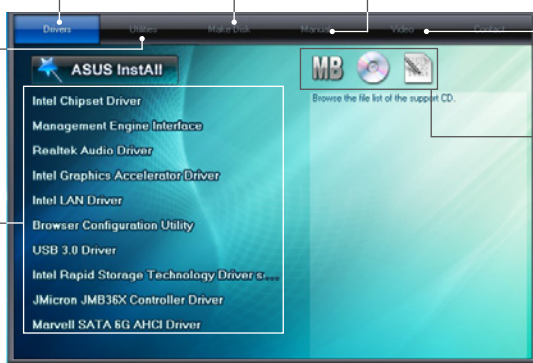 Drivers Utilities Make Disk Manual Video Contact
ASUS InstAll
MB
Browse the file list of the support CD.
Intel Chipset Driver
Management Engine Interface
Realtek Audio Driver
Intel Graphics Accelerator Driver
Intel LAN Driver
Browser Configuration Utility
USB 3.0 Driver
Intel Rapid Storage Technology Driver s...
JMicron JMB36X Controller Driver
Marvell SATA 6G AHCI Driver